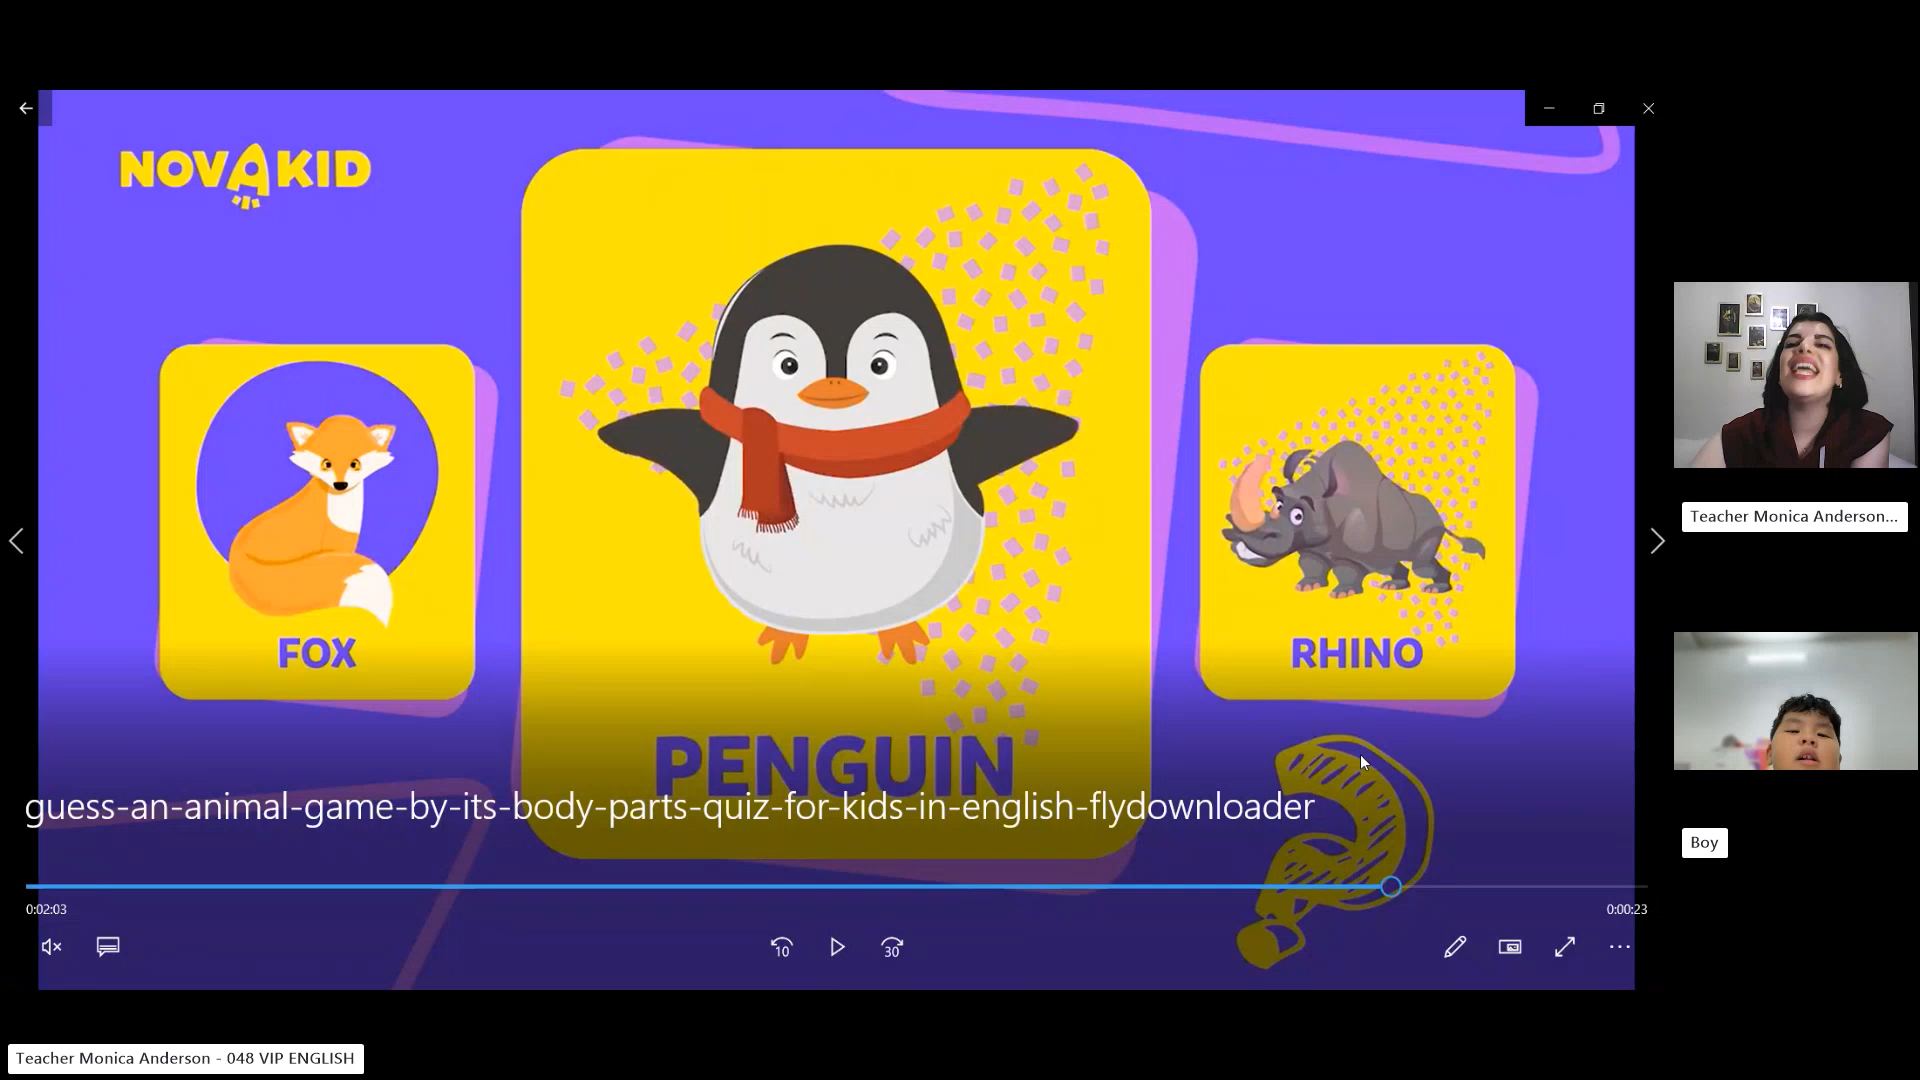 NOVAKID
FOX
PENGUIN
RHINO
guess-an-animal-game-by-its-body-parts-quiz-for-kids-in-english-flydownloader
0:02:03
0:00:23
10
30
Teacher Monica Anderson...
Boy
Teacher Monica Anderson - 048 VIP ENGLISH